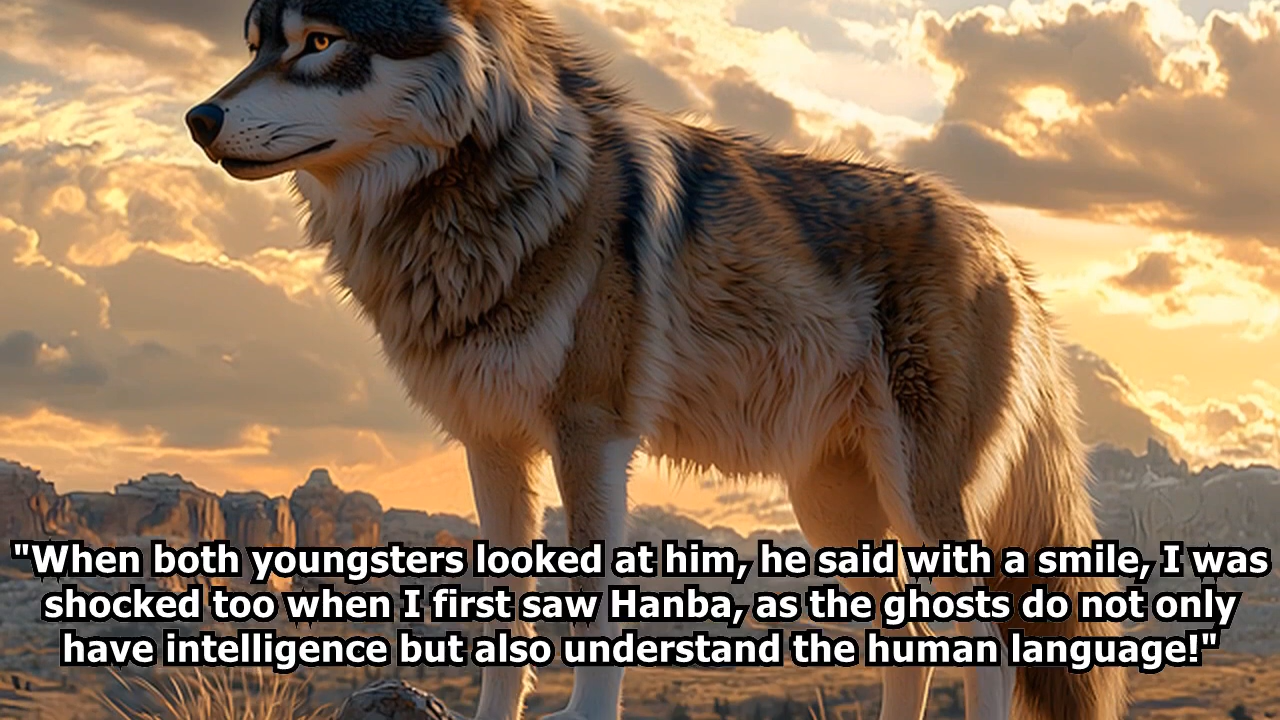 "When both youngsters looked at him, he said with a smile, I was
shocked too when I first saw Hanba, as the ghosts do not only
have intelligence but also understand the human language!"